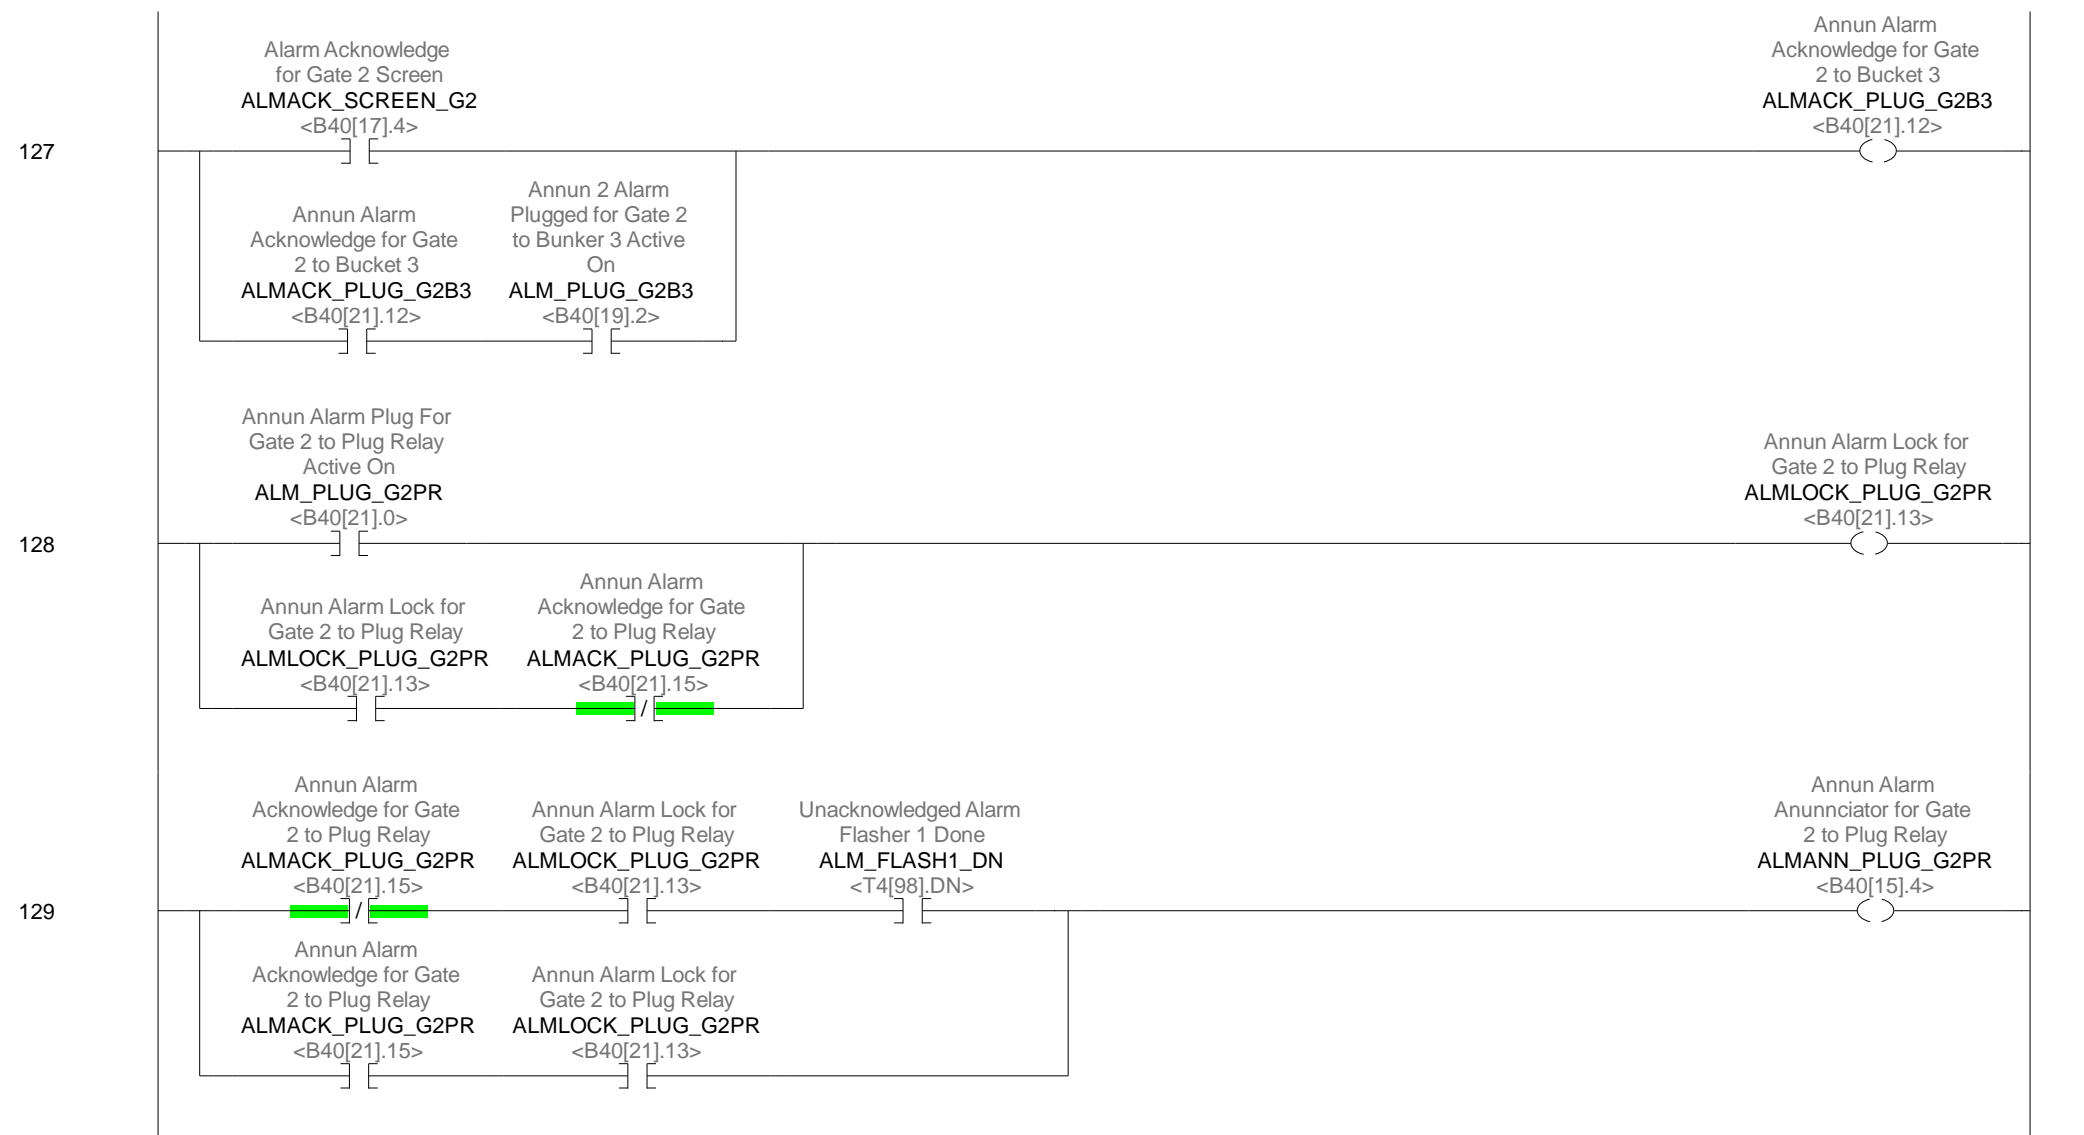 Alarm Acknowledge
for Gate 2 Screen
ALMACK_SCREEN_G2
<B40[17].4>
Annun Alarm
Acknowledge for Gate
2 to Bucket 3
ALMACK_PLUG_G2B3
<B40[21].12>
127
Annun Alarm
Acknowledge for Gate
2 to Bucket 3
ALMACK_PLUG_G2B3
<B40[21].12>
Annun 2 Alarm
Plugged for Gate 2
to Bunker 3 Active
On
ALM_PLUG_G2B3
<B40[19].2>
Annun Alarm Plug For
Gate 2 to Plug Relay
Active On
ALM_PLUG_G2PR
<B40[21].0>
Annun Alarm Lock for
Gate 2 to Plug Relay
ALMLOCK_PLUG_G2PR
<B40[21].13>
128
Annun Alarm Lock for
Gate 2 to Plug Relay
ALMLOCK_PLUG_G2PR
<B40[21].13>
Annun Alarm
Acknowledge for Gate
2 to Plug Relay
ALMACK_PLUG_G2PR
<B40[21].15>
/
Annun Alarm
Acknowledge for Gate
2 to Plug Relay
ALMACK_PLUG_G2PR
<B40[21].15>
/
Annun Alarm Lock for
Gate 2 to Plug Relay
ALMLOCK_PLUG_G2PR
<B40[21].13>
Unacknowledged Alarm
Flasher 1 Done
ALM_FLASH1_DN
<T4[98].DN>
Annun Alarm
Anunnciator for Gate
2 to Plug Relay
ALMANN_PLUG_G2PR
<B40[15].4>
129
Annun Alarm
Acknowledge for Gate
2 to Plug Relay
ALMACK_PLUG_G2PR
<B40[21].15>
Annun Alarm Lock for
Gate 2 to Plug Relay
ALMLOCK_PLUG_G2PR
<B40[21].13>